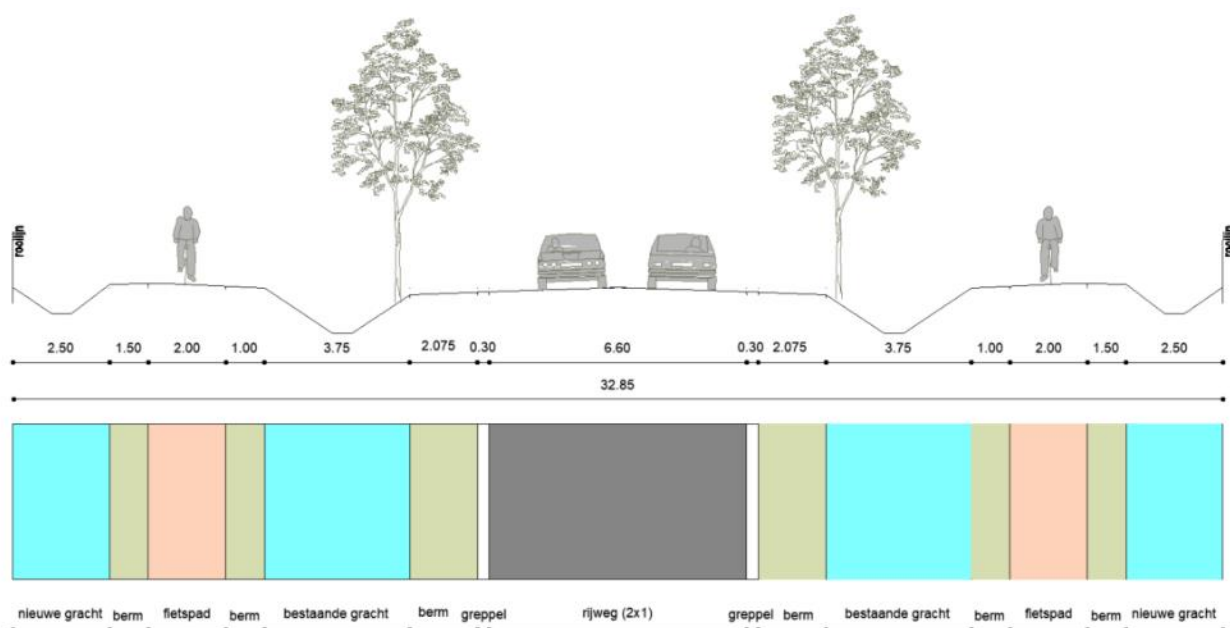 rooilijn rooilijn
2.50 1.50 2.00 1.00 3.75 2.075 0.30 6.60 0.30 2.075 3.75 1.00 2.00 1.50 2.50
32.85
nieuwe gracht berm fietspad berm bestaande gracht berm greppel rijweg (2x1) greppel berm bestaande gracht berm fietspad berm nieuwe gracht